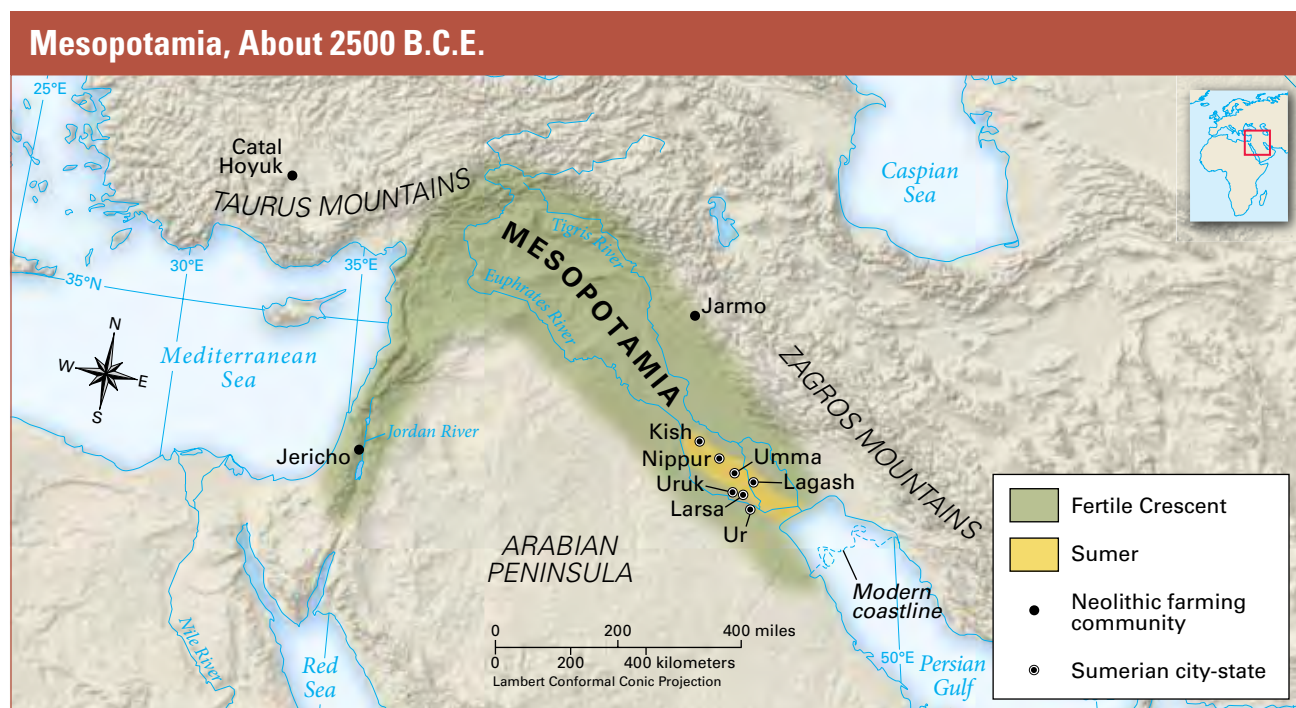 Mesopotamia, About 2500 B.C.E.
25°E
Catal
Hoyuk
TAURUS MOUNTAINS
Caspian
Sea
30°E
35°E
35°N
MESOPOTAMIA
Tigris River
Euphrates River
Jarmo
N
W
E
S
Mediterranean
Sea
ZAGROS MOUNTAINS
Jordan River
Jericho
Kish
Nippur
Umma
Uruk
Lagash
Larsa
Ur
ARABIAN
PENINSULA
Modern
coastline
Nile River
Red
Sea
50°E
Persian
Gulf
0 200 400 miles
0 200 400 kilometers
Lambert Conformal Conic Projection
Fertile Crescent
Sumer
Neolithic farming
community
Sumerian city-state